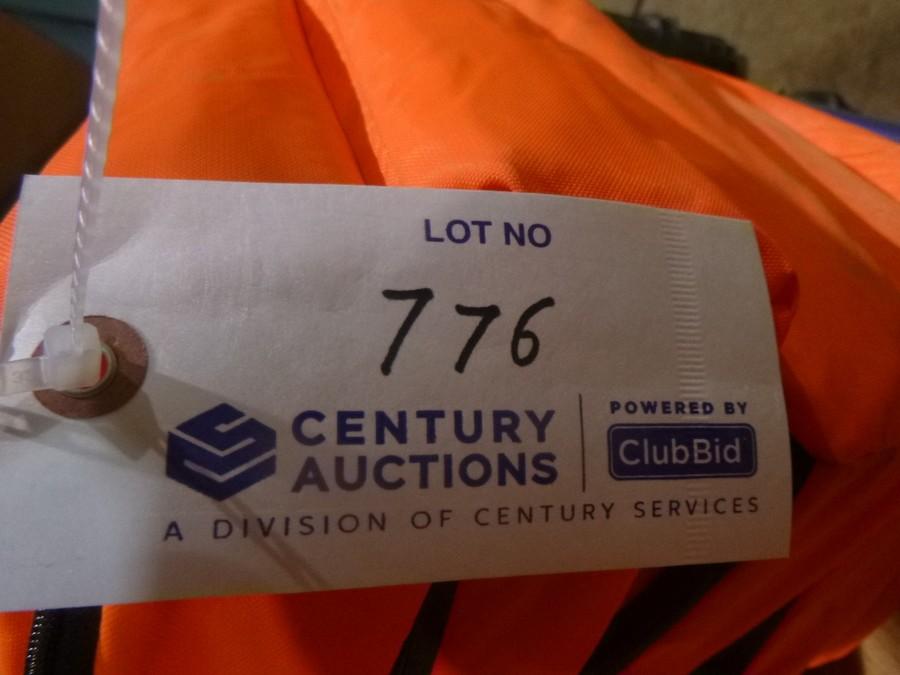 LOT NO
776
CENTURY
AUCTIONS
POWERED BY
ClubBid
A DIVISION OF CENTURY SERVICES